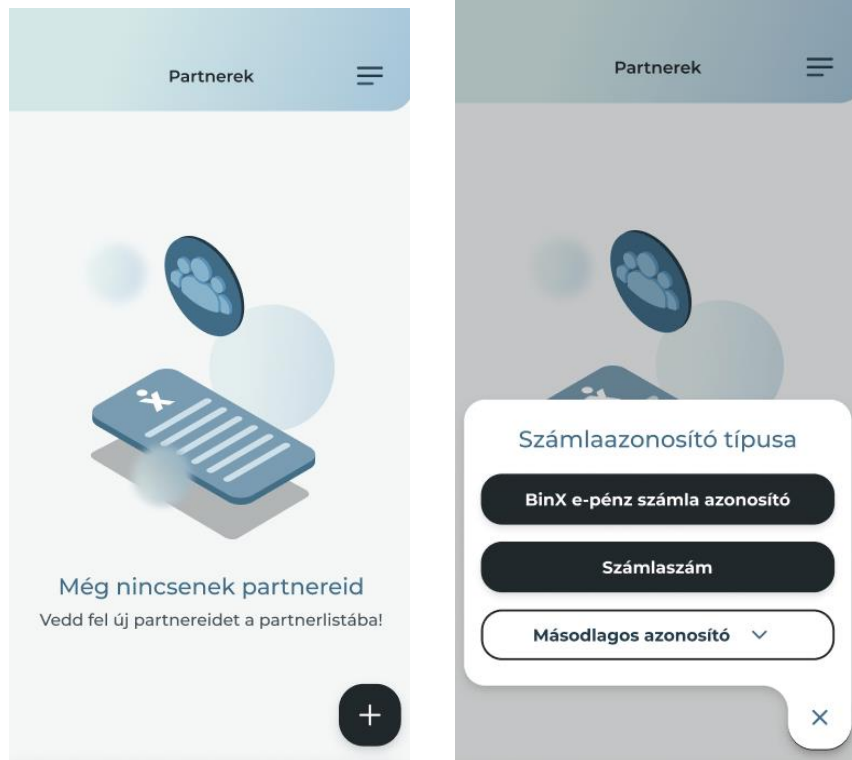 Partnerek
Még nincsenek partnereid
Vedd fel új partnereidet a partnerlistába!
Partnerek
Számlaazonosító típusa
BinX e-pénz számla azonosító
Számlaszám
Másodlagos azonosító